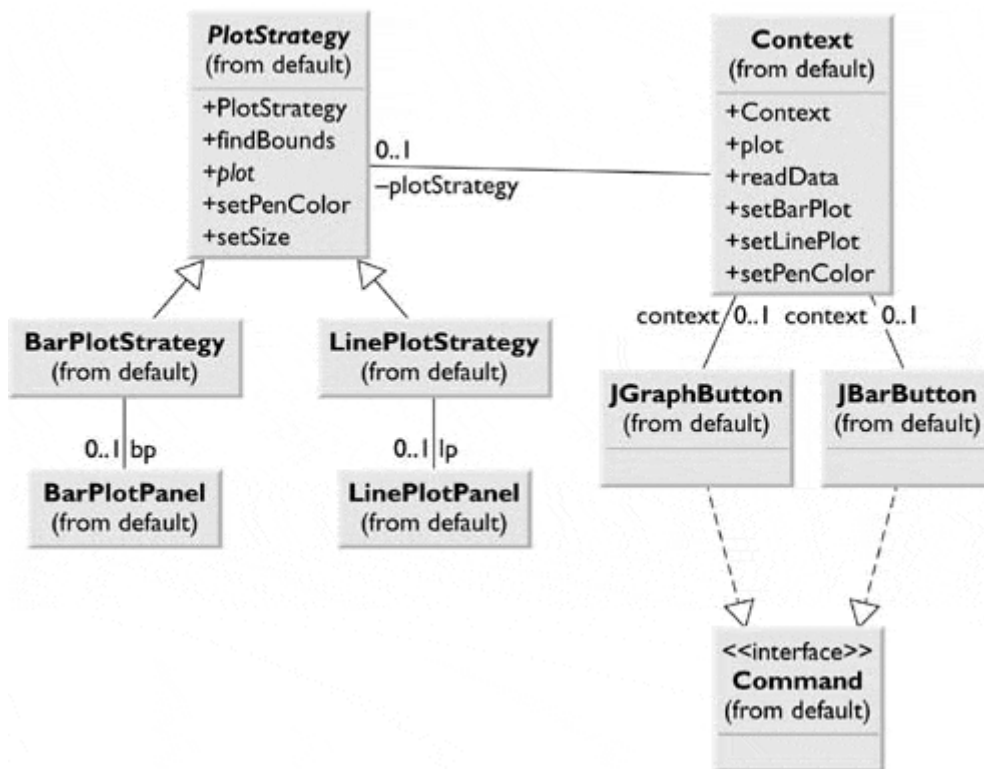 PlotStrategy
(from default)
+PlotStrategy
+findBounds
+plot
+setPenColor
+setSize
0..1
–plotStrategy
Context
(from default)
+Context
+plot
+readData
+setBarPlot
+setLinePlot
+setPenColor
BarPlotStrategy
(from default)
LinePlotStrategy
(from default)
context 0..1 context 0..1
JGraphButton
(from default)
JBarButton
(from default)
0..1 bp
0..1 lp
BarPlotPanel
(from default)
LinePlotPanel
(from default)
<<interface>>
Command
(from default)